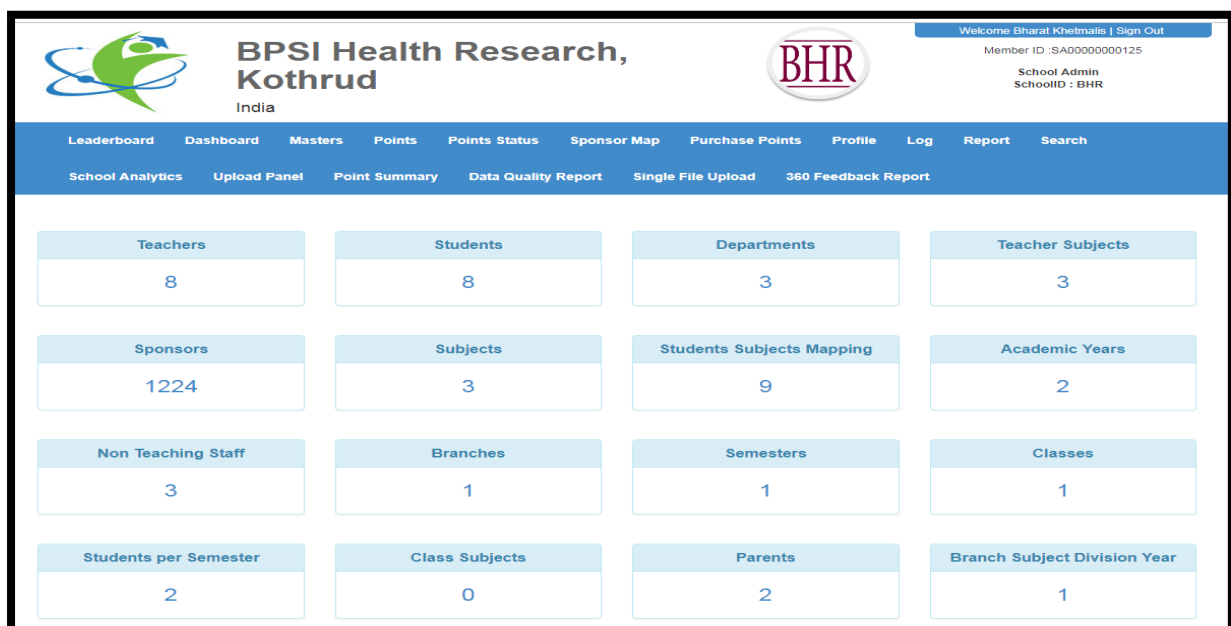 Welcome Bharat Khetmalis | Sign Out
BPSI Health Research,
Kothrud
India
BHR
Member ID :SA00000000125
School Admin
SchoolID : BHR
Leaderboard Dashboard Masters Points Points Status Sponsor Map Purchase Points Profile Log Report Search
School Analytics Upload Panel Point Summary Data Quality Report Single File Upload 360 Feedback Report
Teachers Students Departments Teacher Subjects
8 8 3 3
Sponsors Subjects Students Subjects Mapping Academic Years
1224 3 9 2
Non Teaching Staff Branches Semesters Classes
3 1 1 1
Students per Semester Class Subjects Parents Branch Subject Division Year
2 0 2 1